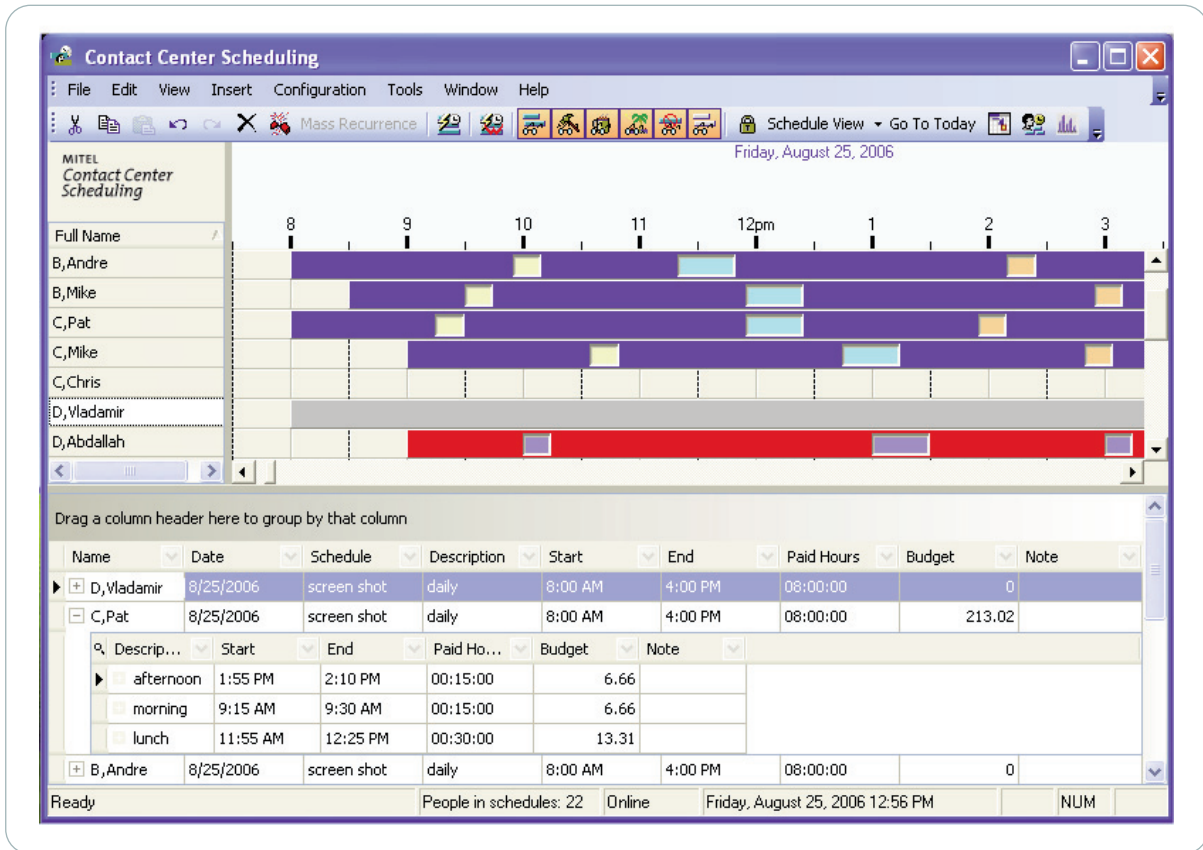 Contact Center Scheduling
File Edit View Insert Configuration Tools Window Help
Mass Recurrence Schedule View Go To Today
MITEL
Contact Center
Scheduling
Friday, August 25, 2006
8 9 10 11 12pm 1 2 3
Full Name
B,Andre
B,Mike
C,Pat
C,Mike
C,Chris
D,Vladamir
D,Abdallah
Drag a column header here to group by that column
Name Date Schedule Description Start End Paid Hours Budget Note
D,Vladamir 8/25/2006 screen shot daily 8:00 AM 4:00 PM 08:00:00 0
C,Pat 8/25/2006 screen shot daily 8:00 AM 4:00 PM 08:00:00 213.02
Descrip... Start End Paid Ho... Budget Note
afternoon 1:55 PM 2:10 PM 00:15:00 6.66
morning 9:15 AM 9:30 AM 00:15:00 6.66
lunch 11:55 AM 12:25 PM 00:30:00 13.31
B,Andre 8/25/2006 screen shot daily 8:00 AM 4:00 PM 08:00:00 0
Ready People in schedules: 22 Online Friday, August 25, 2006 12:56 PM NUM